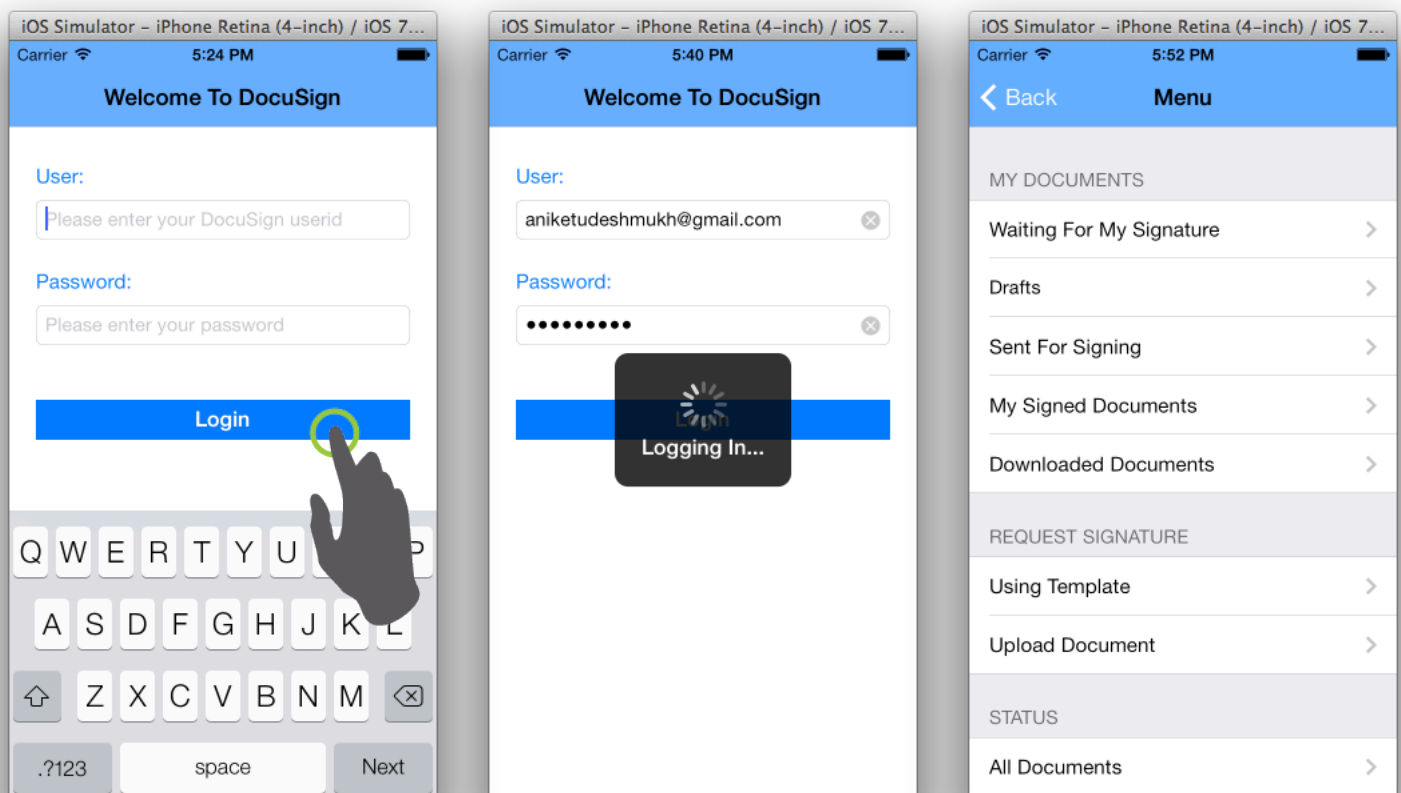 iOS Simulator – iPhone Retina (4-inch) / iOS 7...
Carrier
5:24 PM
Welcome To DocuSign
User:
Please enter your DocuSign userid
Password:
Please enter your password
Login
Q W E R T Y U P
A S D F G H J K L
Z X C V B N M
.?123
space
Next
iOS Simulator – iPhone Retina (4-inch) / iOS 7...
Carrier
5:40 PM
Welcome To DocuSign
User:
aniketudeshmukh@gmail.com
Password:
Login
Logging In...
iOS Simulator – iPhone Retina (4-inch) / iOS 7...
Carrier
5:52 PM
Back
Menu
MY DOCUMENTS
Waiting For My Signature
Drafts
Sent For Signing
My Signed Documents
Downloaded Documents
REQUEST SIGNATURE
Using Template
Upload Document
STATUS
All Documents